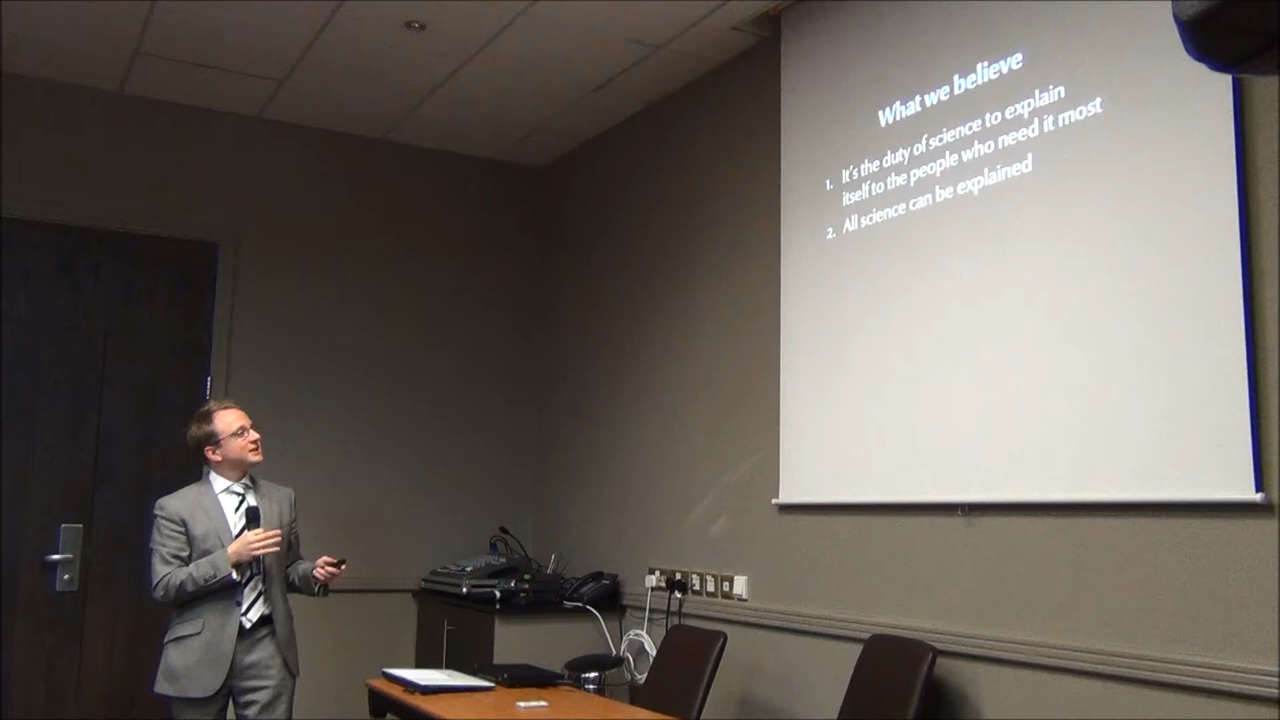 What we believe
1. It's the duty of science to explain
itself to the people who need it most
2. All science can be explained